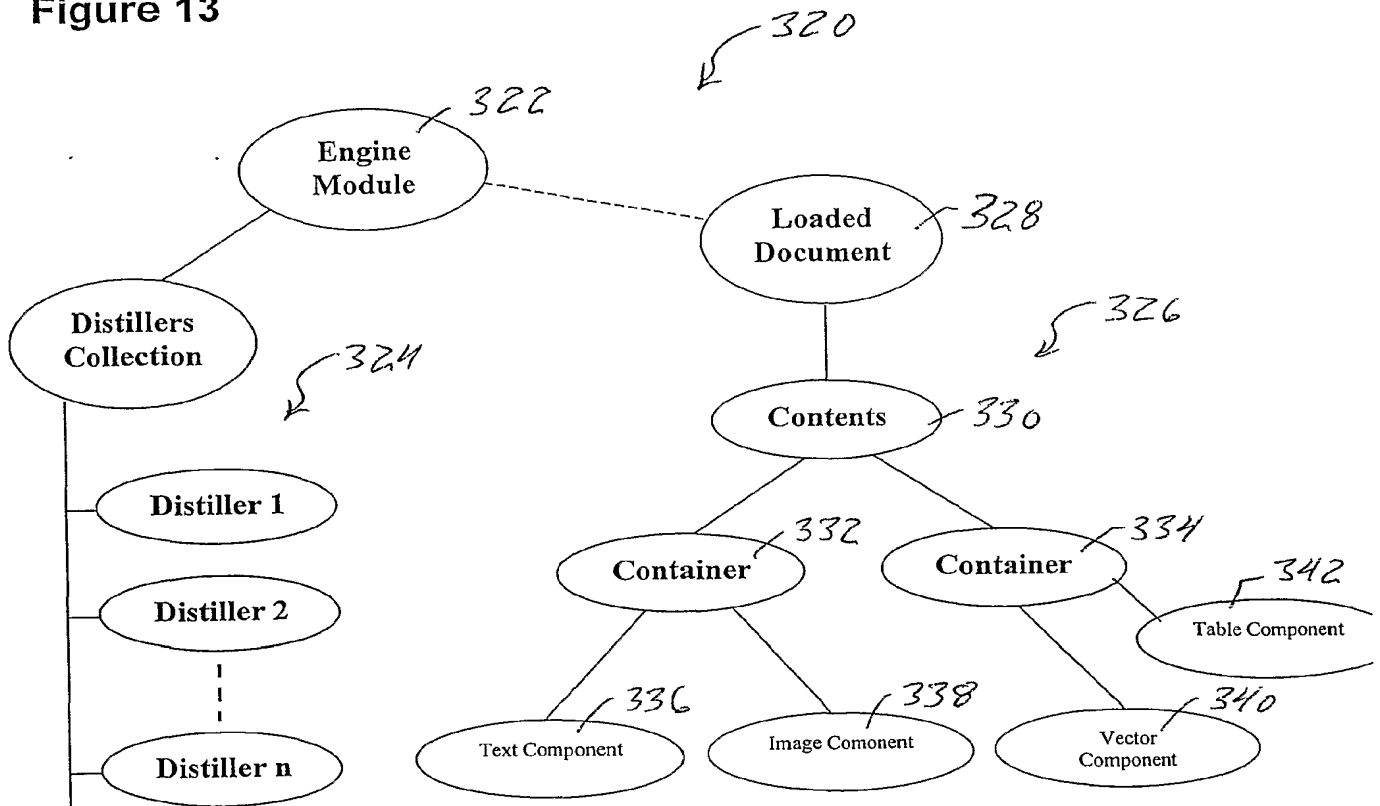 Figure 13
320
322
Engine
Module
Loaded
Document
328
Distillers
Collection
324
326
Contents
330
Distiller 1
Container
332
Container
334
342
Table Component
Distiller 2
336
338
340
Text Component
Image Comonent
Vector
Component
Distiller n